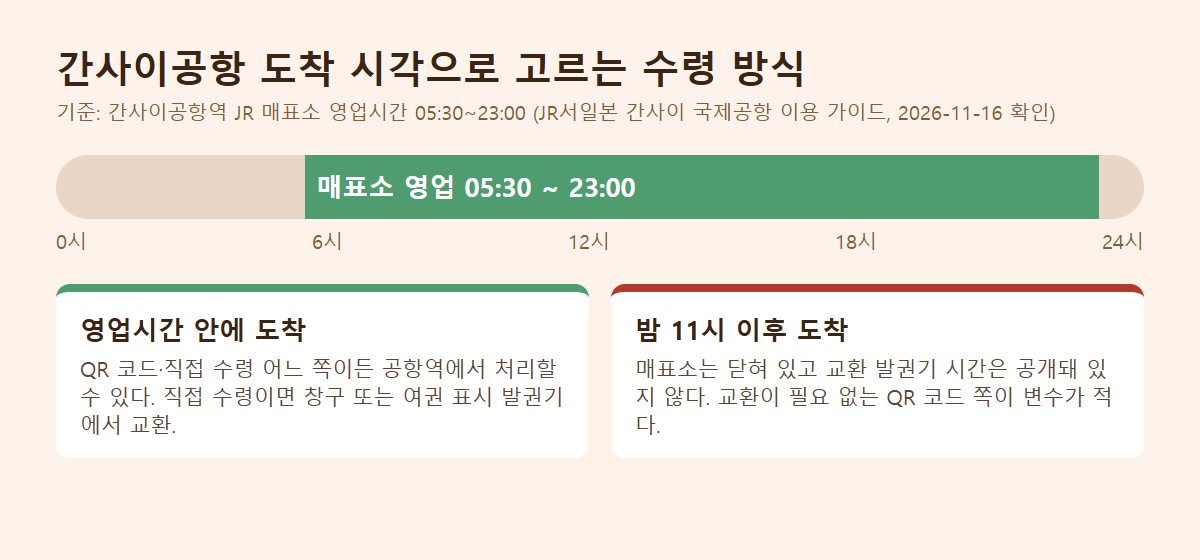 간사이공항 도착 시각으로 고르는 수령 방식
기준: 간사이공항역 JR 매표소 영업시간 05:30~23:00 (JR서일본 간사이 국제공항 이용 가이드, 2026-11-16 확인)
매표소 영업 05:30 ~ 23:00
0시 6시 12시 18시 24시
영업시간 안에 도착
QR 코드·직접 수령 어느 쪽이든 공항역에서 처리할
수 있다. 직접 수령이면 창구 또는 여권 표시 발권기
에서 교환.
밤 11시 이후 도착
매표소는 닫혀 있고 교환 발권기 시간은 공개돼 있
지 않다. 교환이 필요 없는 QR 코드 쪽이 변수가 적
다.